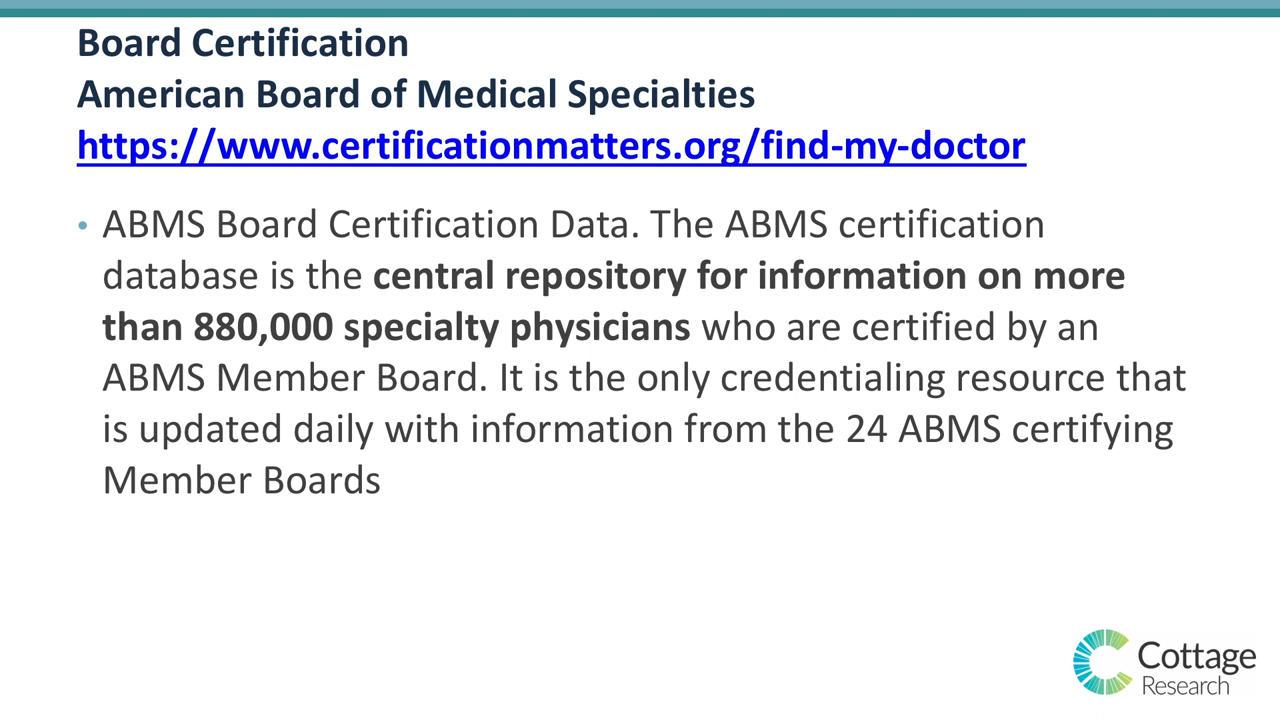 Board Certification
American Board of Medical Specialties
https://www.certificationmatters.org/find-my-doctor
• ABMS Board Certification Data. The ABMS certification
database is the central repository for information on more
than 880,000 specialty physicians who are certified by an
ABMS Member Board. It is the only credentialing resource that
is updated daily with information from the 24 ABMS certifying
Member Boards
Cottage
Research